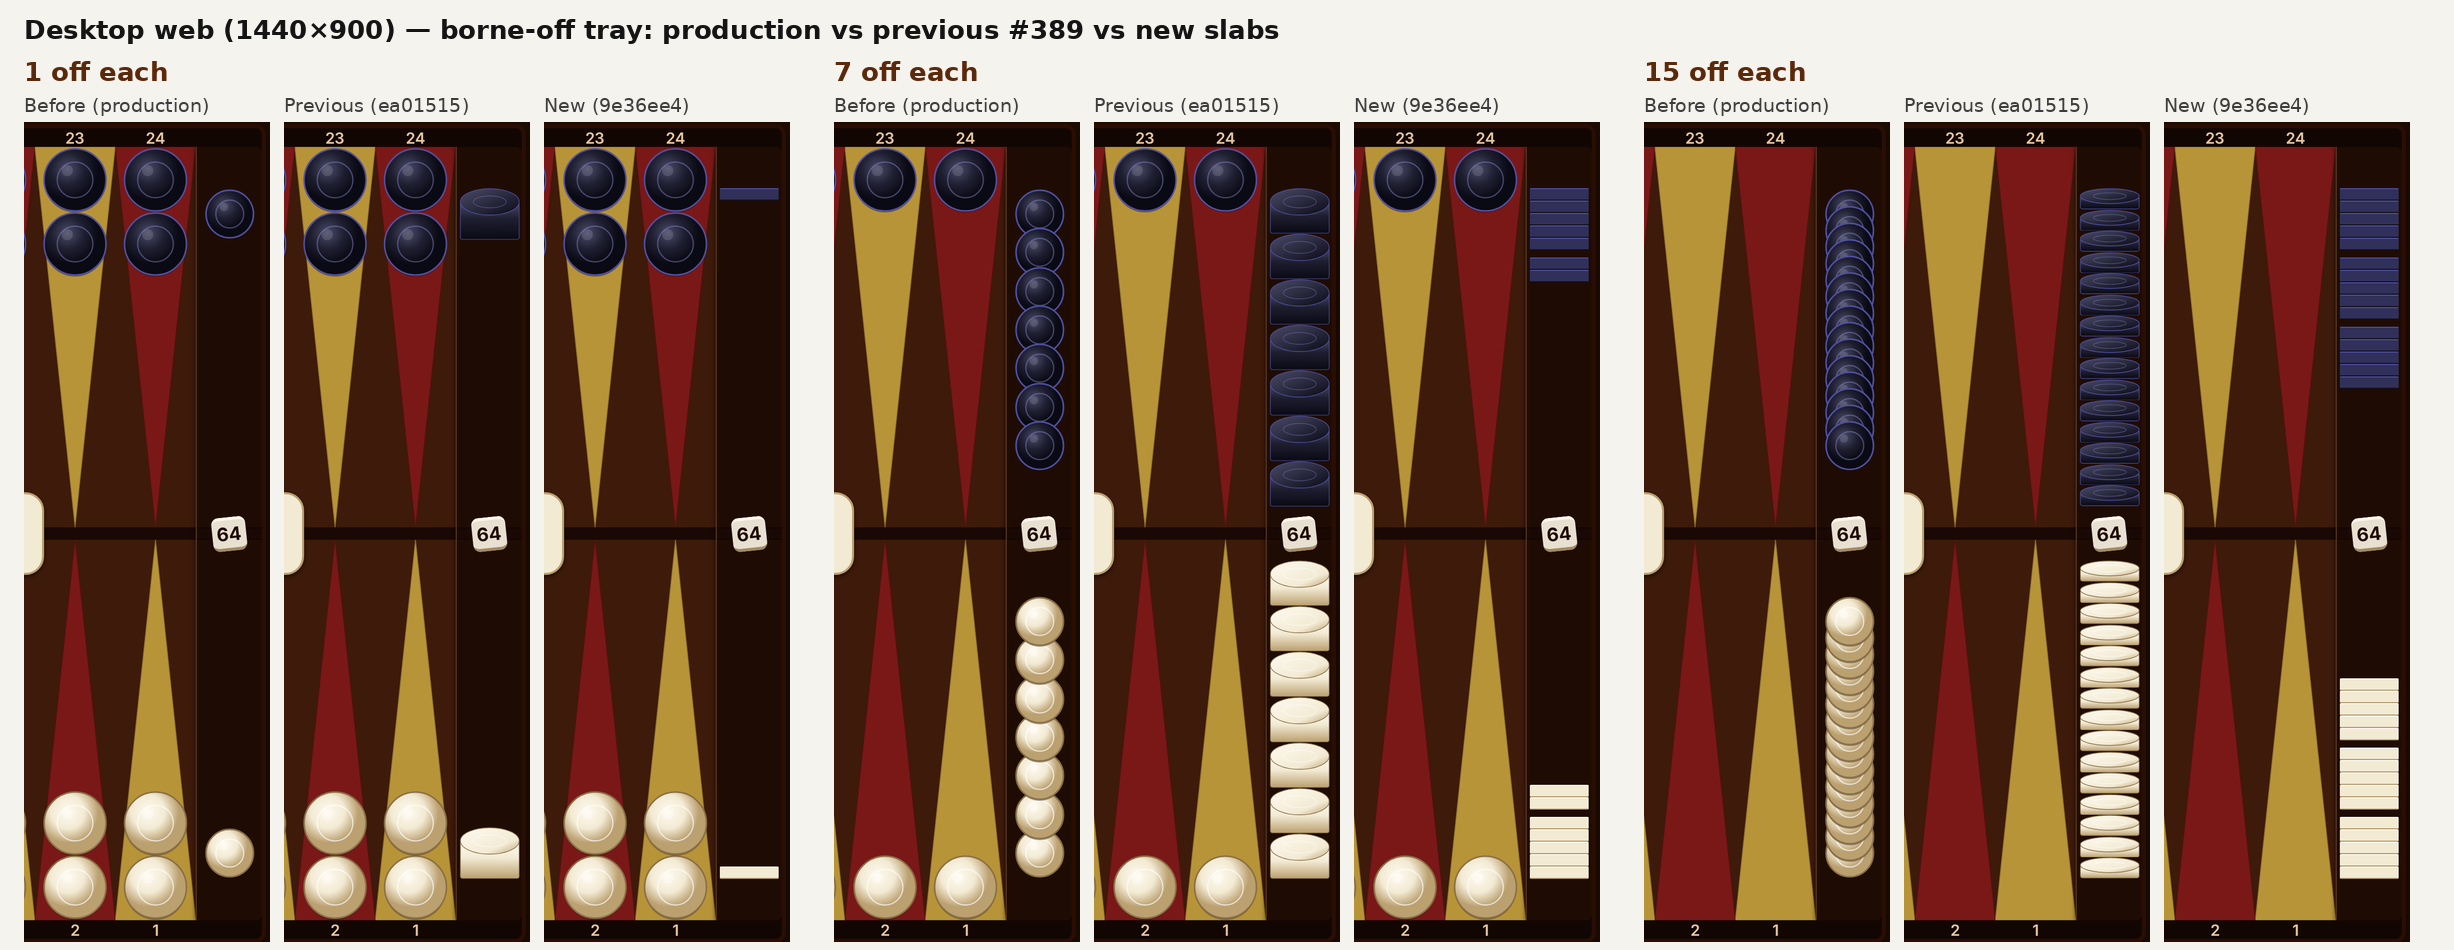 Desktop web (1440×900) — borne-off tray: production vs previous #389 vs new slabs
1 off each
7 off each
15 off each
Before (production)
Previous (ea01515)
New (9e36ee4)
Before (production)
Previous (ea01515)
New (9e36ee4)
Before (production)
Previous (ea01515)
New (9e36ee4)
23 24
23 24
23 24
23 24
23 24
23 24
23 24
23 24
23 24
64
64
64
64
64
64
64
64
64
2 1
2 1
2 1
2 1
2 1
2 1
2 1
2 1
2 1